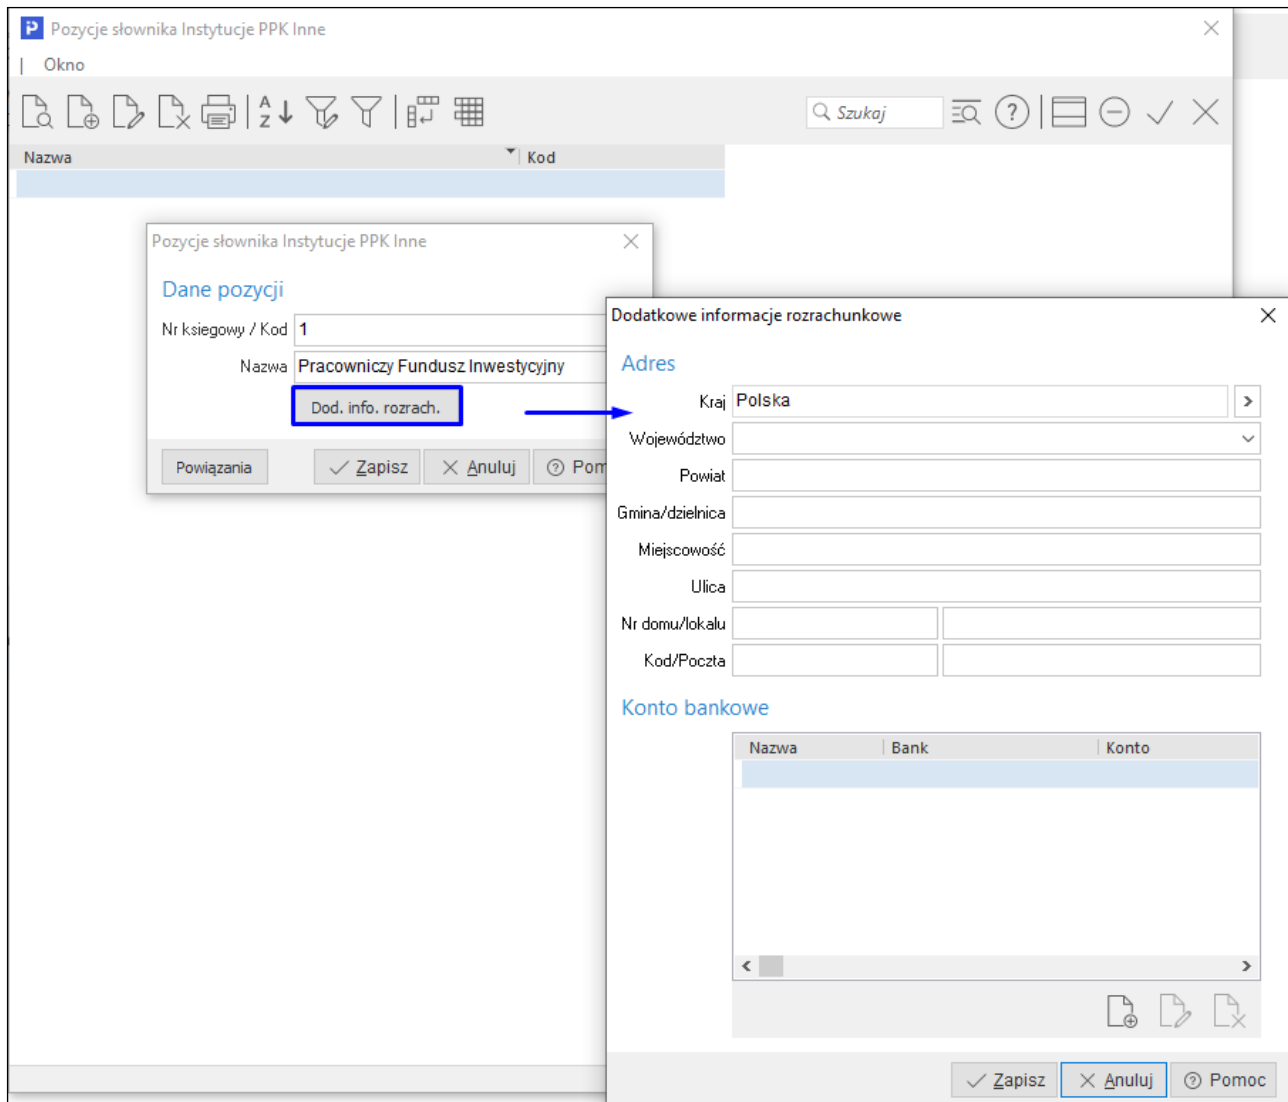 Pozycje słownika Instytucje PPK Inne
| Okno
A
Z
Szukaj
Nazwa Kod
Pozycje słownika Instytucje PPK Inne
Dane pozycji
Nr ksiegowy / Kod 1
Nazwa Pracowniczy Fundusz Inwestycyjny
Dod. info. rozrach.
Powiązania Zapisz Anuluj Pom
Dodatkowe informacje rozrachunkowe
Adres
Kraj Polska
Województwo
Powiat
Gmina/dzielnica
Miejscowość
Ulica
Nr domu/lokalu
Kod/Poczta
Konto bankowe
Nazwa Bank Konto
Zapisz Anuluj Pomoc